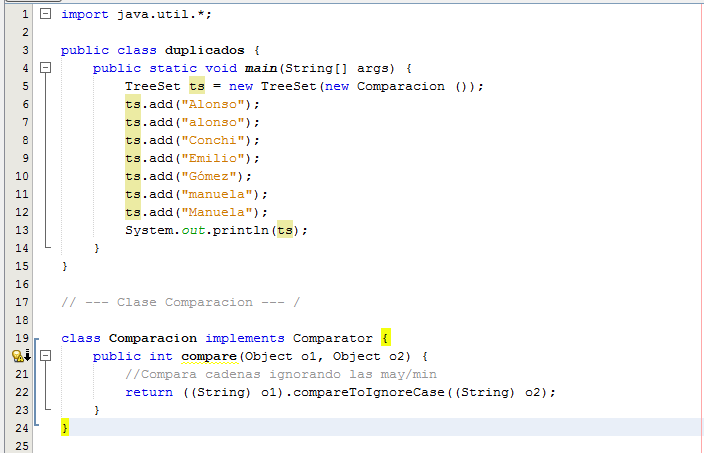 1 import java.util.*;
2
3 public class duplicados {
4 public static void main(String[] args) {
5 TreeSet ts = new TreeSet(new Comparacion ());
6 ts.add("Alonso");
7 ts.add("alonso");
8 ts.add("Conchi");
9 ts.add("Emilio");
10 ts.add("Gómez");
11 ts.add("manuela");
12 ts.add("Manuela");
13 System.out.println(ts);
14 }
15 }
16
17 // --- Clase Comparacion --- /
18
19 class Comparacion implements Comparator {
public int compare(Object o1, Object o2) {
21 //Compara cadenas ignorando las may/min
22 return ((String) o1).compareToIgnoreCase((String) o2);
23 }
24 }
25